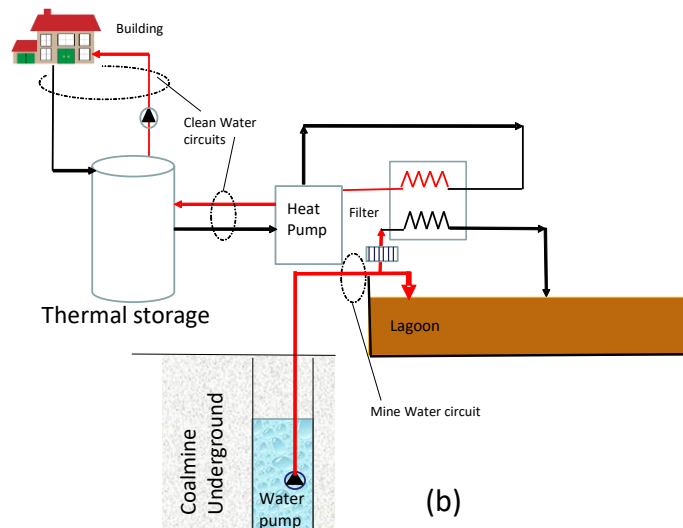 Building
Clean Water
circuits
Heat
Pump
Filter
Thermal storage
Lagoon
Mine Water circuit
Coalmine
Underground
Water
pump
(b)